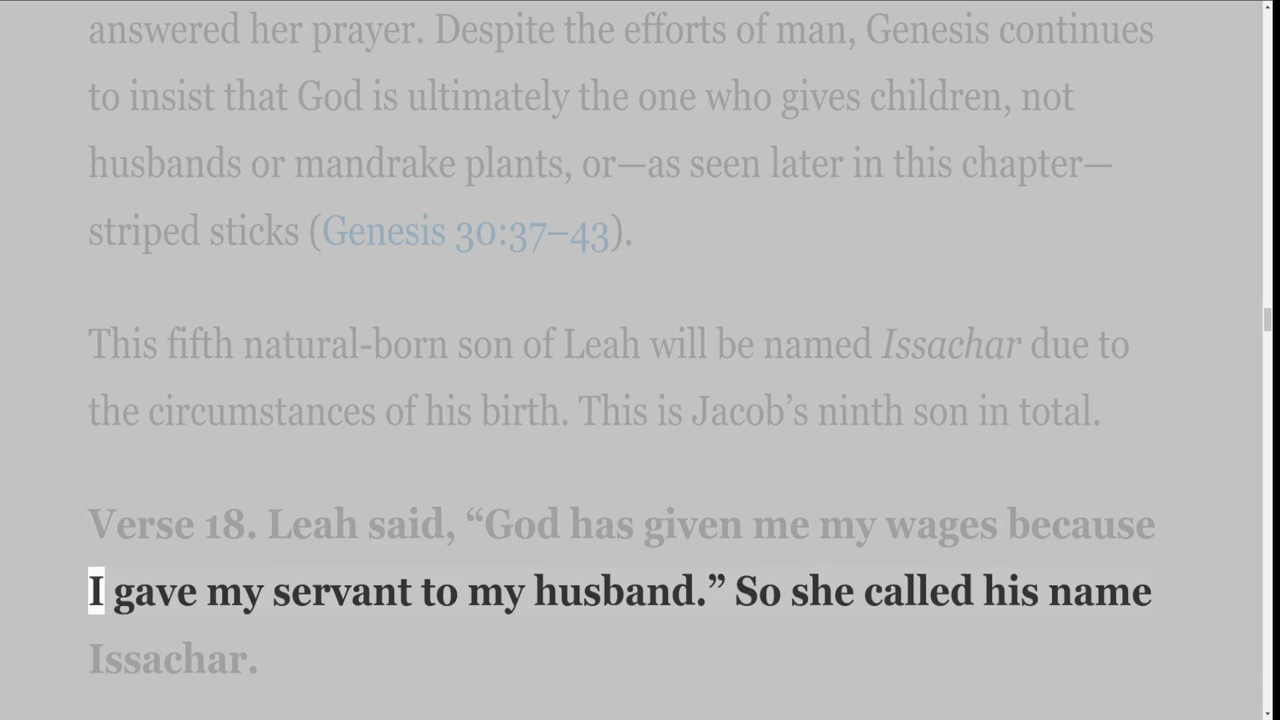 answered her prayer. Despite the efforts of man, Genesis continues
to insist that God is ultimately the one who gives children, not
husbands or mandrake plants, or—as seen later in this chapter—
striped sticks (Genesis 30:37–43).
This fifth natural-born son of Leah will be named Issachar due to
the circumstances of his birth. This is Jacob’s ninth son in total.
Verse 18. Leah said, “God has given me my wages because
I gave my servant to my husband.” So she called his name
Issachar.